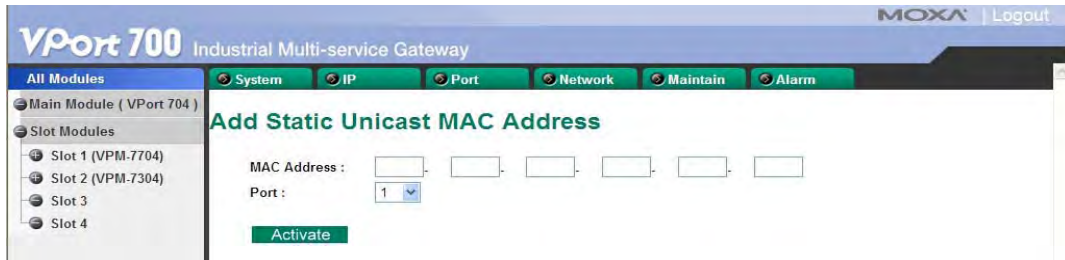 MOXA | Logout
VPort 700 Industrial Multi-service Gateway
All Modules
System IP Port Network Maintain Alarm
Main Module ( VPort 704 )
Slot Modules
Slot 1 (VPM-7704)
Slot 2 (VPM-7304)
Slot 3
Slot 4
Add Static Unicast MAC Address
MAC Address : - - - - -
Port : 1
Activate